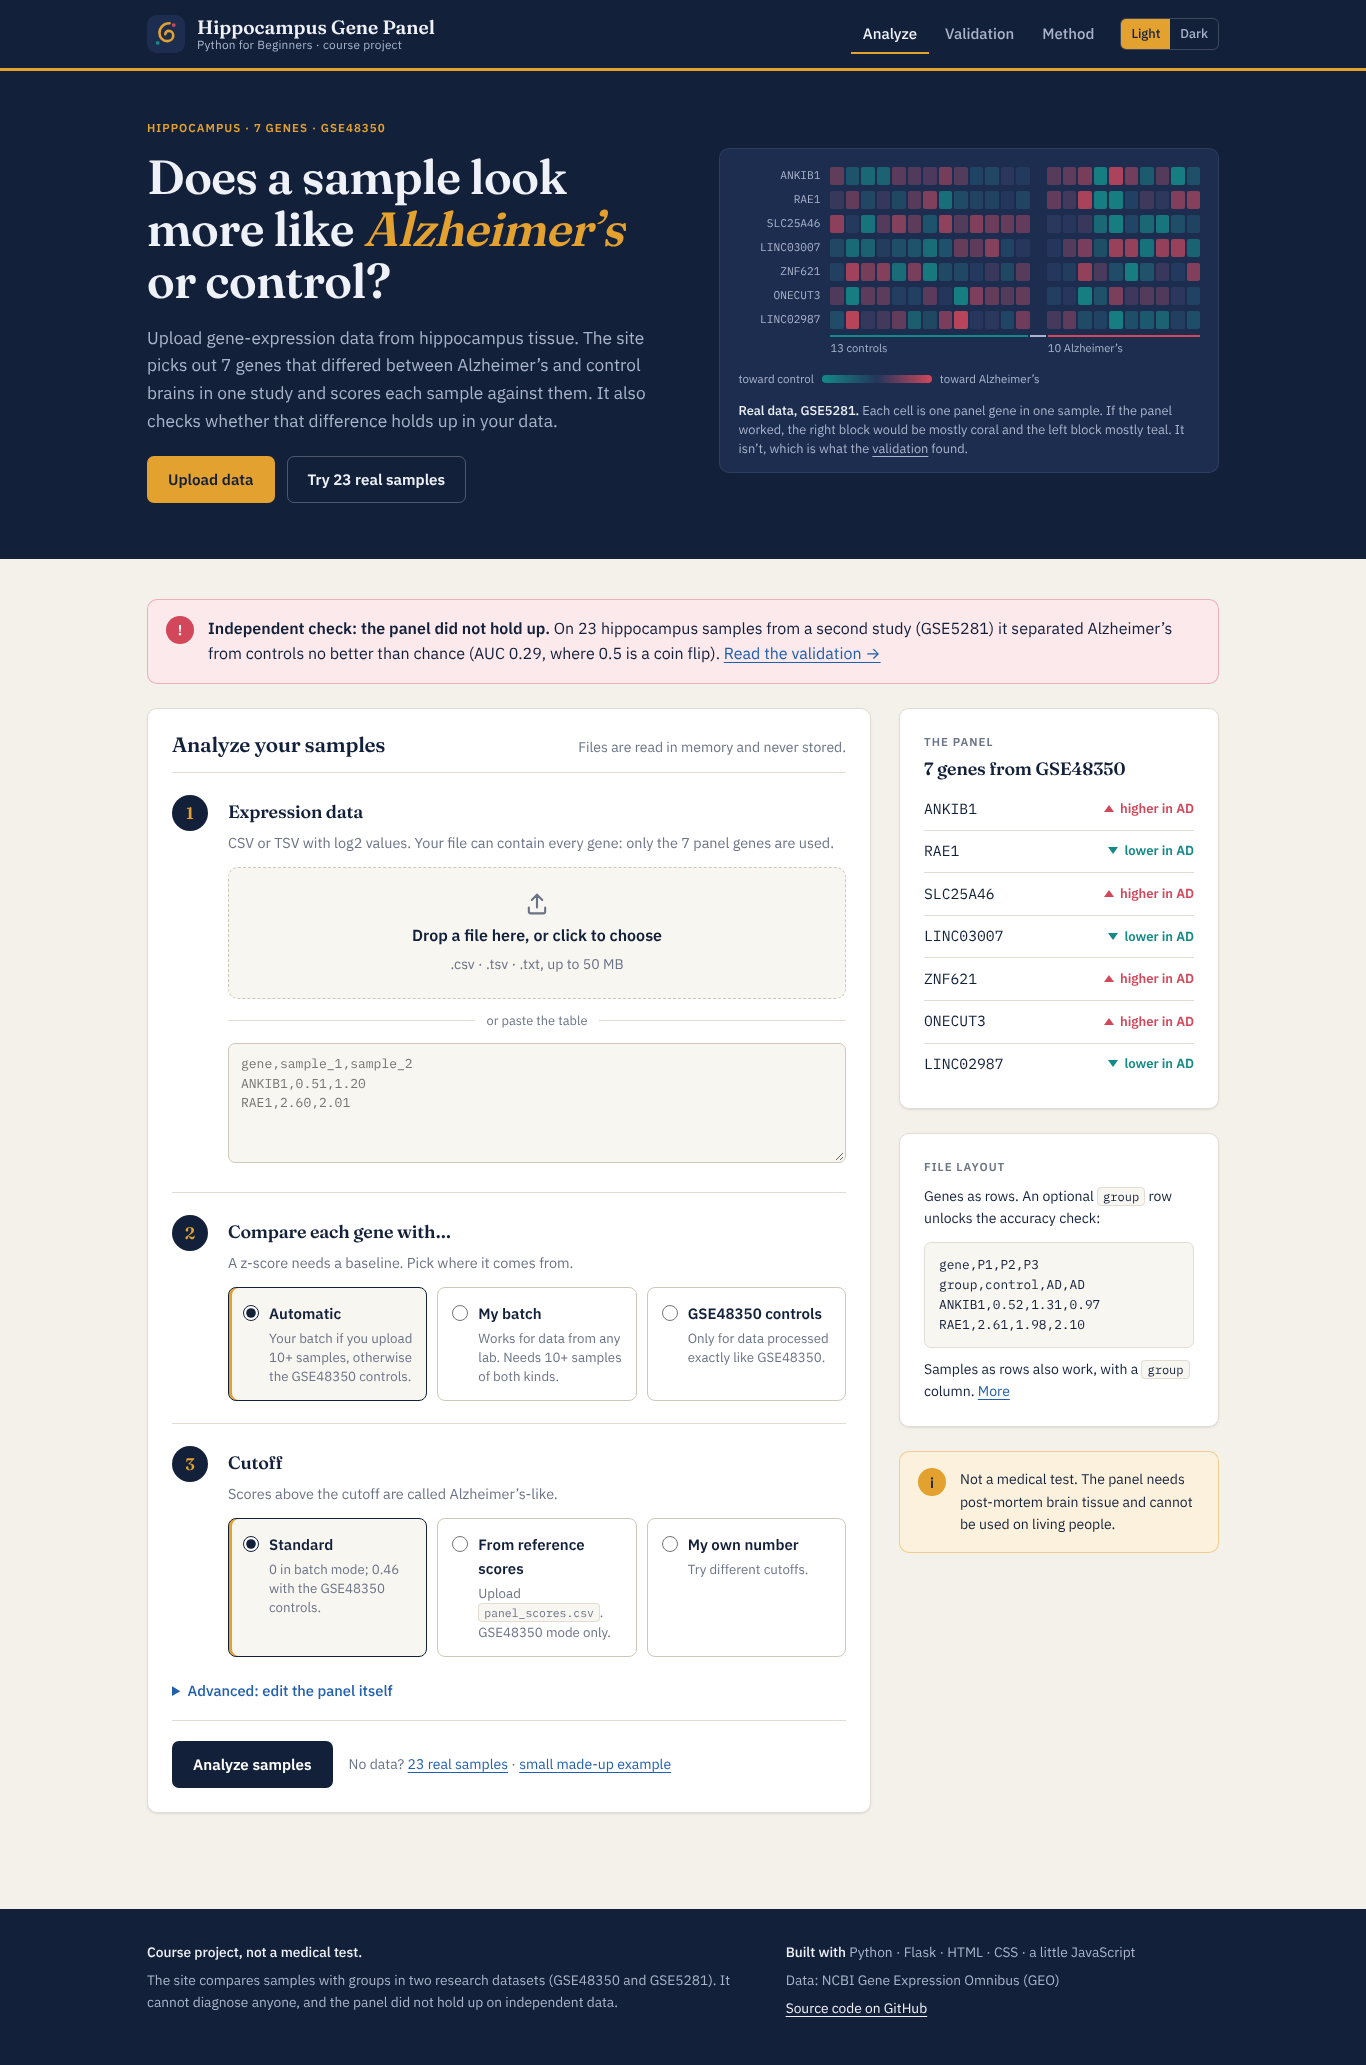 Hippocampus Gene Panel
Python for Beginners · course project
Analyze
Validation
Method
Light
Dark
HIPPOCAMPUS · 7 GENES · GSE48350
Does a sample look
more like Alzheimer’s
or control?
Upload gene-expression data from hippocampus tissue. The site
picks out 7 genes that differed between Alzheimer’s and control
brains in one study and scores each sample against them. It also
checks whether that difference holds up in your data.
Upload data
Try 23 real samples
ANKIB1
RAE1
SLC25A46
LINC03007
ZNF621
ONECUT3
LINC02987
13 controls
10 Alzheimer’s
toward control
toward Alzheimer’s
Real data, GSE5281. Each cell is one panel gene in one sample. If the panel
worked, the right block would be mostly coral and the left block mostly teal. It
isn’t, which is what the validation found.
!
Independent check: the panel did not hold up. On 23 hippocampus samples from a second study (GSE5281) it separated Alzheimer’s
from controls no better than chance (AUC 0.29, where 0.5 is a coin flip). Read the validation →
Analyze your samples
Files are read in memory and never stored.
1
Expression data
CSV or TSV with log2 values. Your file can contain every gene: only the 7 panel genes are used.
Drop a file here, or click to choose
.csv · .tsv · .txt, up to 50 MB
or paste the table
gene,sample_1,sample_2
ANKIB1,0.51,1.20
RAE1,2.60,2.01
2
Compare each gene with…
A z-score needs a baseline. Pick where it comes from.
Automatic
Your batch if you upload
10+ samples, otherwise
the GSE48350 controls.
My batch
Works for data from any
lab. Needs 10+ samples
of both kinds.
GSE48350 controls
Only for data processed
exactly like GSE48350.
3
Cutoff
Scores above the cutoff are called Alzheimer’s-like.
Standard
0 in batch mode; 0.46
with the GSE48350
controls.
From reference
scores
Upload
panel_scores.csv.
GSE48350 mode only.
My own number
Try different cutoffs.
Advanced: edit the panel itself
Analyze samples
No data? 23 real samples · small made-up example
THE PANEL
7 genes from GSE48350
ANKIB1 ▲ higher in AD
RAE1 ▼ lower in AD
SLC25A46 ▲ higher in AD
LINC03007 ▼ lower in AD
ZNF621 ▲ higher in AD
ONECUT3 ▲ higher in AD
LINC02987 ▼ lower in AD
FILE LAYOUT
Genes as rows. An optional group row
unlocks the accuracy check:
gene,P1,P2,P3
group,control,AD,AD
ANKIB1,0.52,1.31,0.97
RAE1,2.61,1.98,2.10
Samples as rows also work, with a group
column. More
i
Not a medical test. The panel needs
post-mortem brain tissue and cannot
be used on living people.
Course project, not a medical test.
The site compares samples with groups in two research datasets (GSE48350 and GSE5281). It
cannot diagnose anyone, and the panel did not hold up on independent data.
Built with Python · Flask · HTML · CSS · a little JavaScript
Data: NCBI Gene Expression Omnibus (GEO)
Source code on GitHub